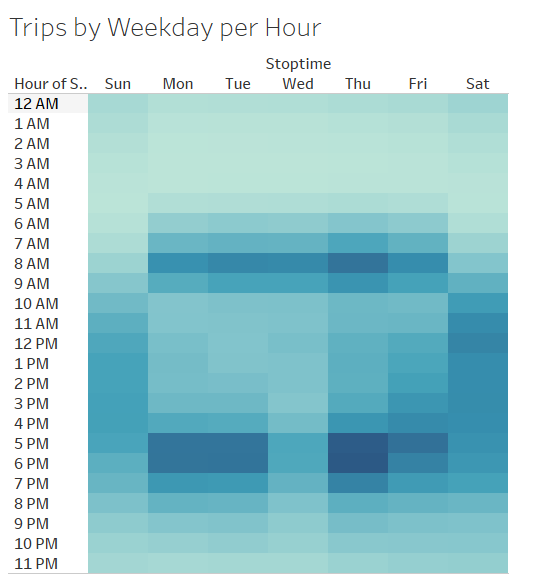 Trips by Weekday per Hour
Stoptime
Hour of S.. Sun Mon Tue Wed Thu Fri Sat
12 AM
1 AM
2 AM
3 AM
4 AM
5 AM
6 AM
7 AM
8 AM
9 AM
10 AM
11 AM
12 PM
1 PM
2 PM
3 PM
4 PM
5 PM
6 PM
7 PM
8 PM
9 PM
10 PM
11 PM